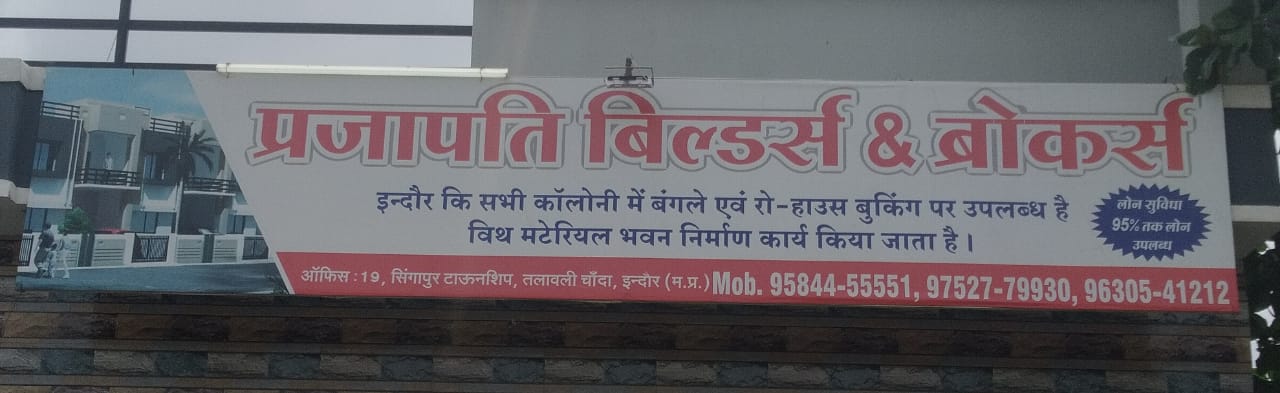 प्रजापति बिल्डर्स & ब्रोकर्स
इन्दौर कि सभी कॉलोनी में बंगले एवं रो-हाउस बुकिंग पर उपलब्ध है
विथ मटेरियल भवन निर्माण कार्य किया जाता है।
लोन सुविधा
95% तक लोन
उपलब्ध
ऑफिस : 19, सिंगापुर टाऊनशिप, तलावली चाँदा, इन्दौर (म.प्र.) Mob. 95844-55551, 97527-79930, 96305-41212